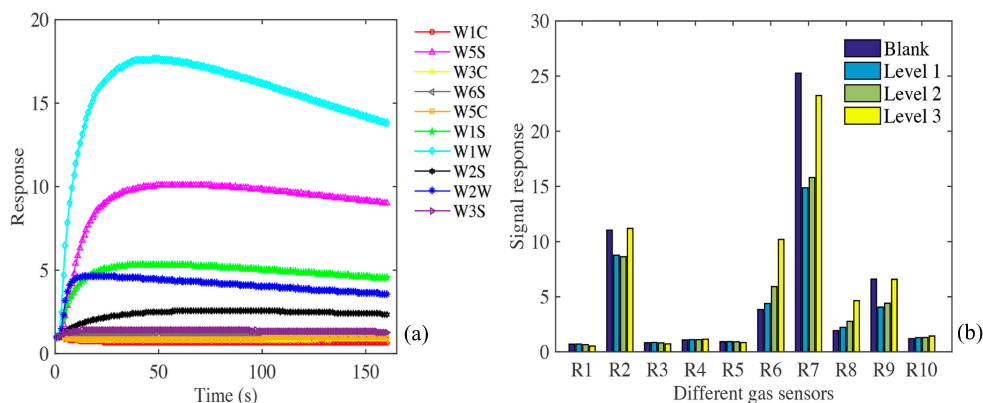 20
15
10
5
0
Response
0
50
100
150
Time (s)
W1C
W5S
W3C
W6S
W5C
W1S
W1W
W2S
W2W
W3S
(a)
30
25
20
15
10
5
0
Signal response
Blank
Level 1
Level 2
Level 3
R1 R2 R3 R4 R5 R6 R7 R8 R9 R10
Different gas sensors
(b)